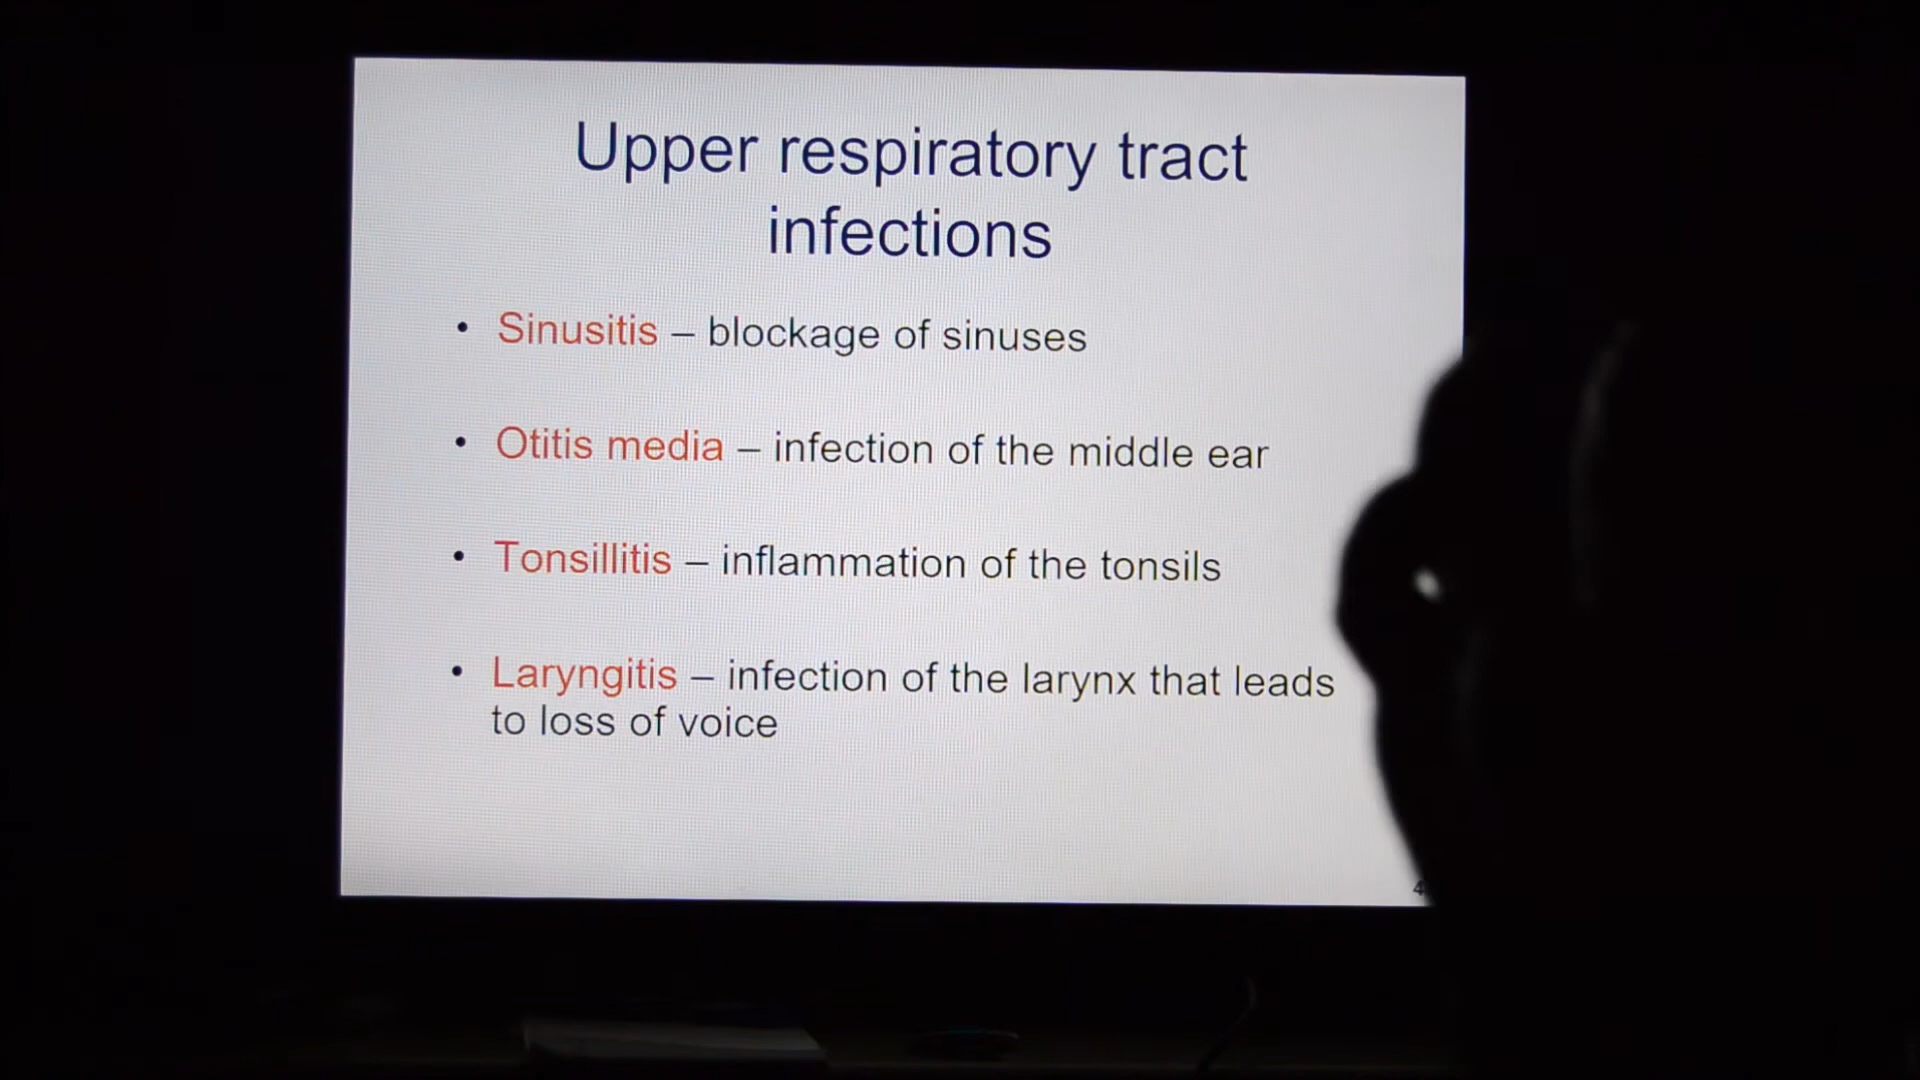 Upper respiratory tract
infections
• Sinusitis – blockage of sinuses
• Otitis media – infection of the middle ear
• Tonsillitis – inflammation of the tonsils
• Laryngitis – infection of the larynx that leads
to loss of voice